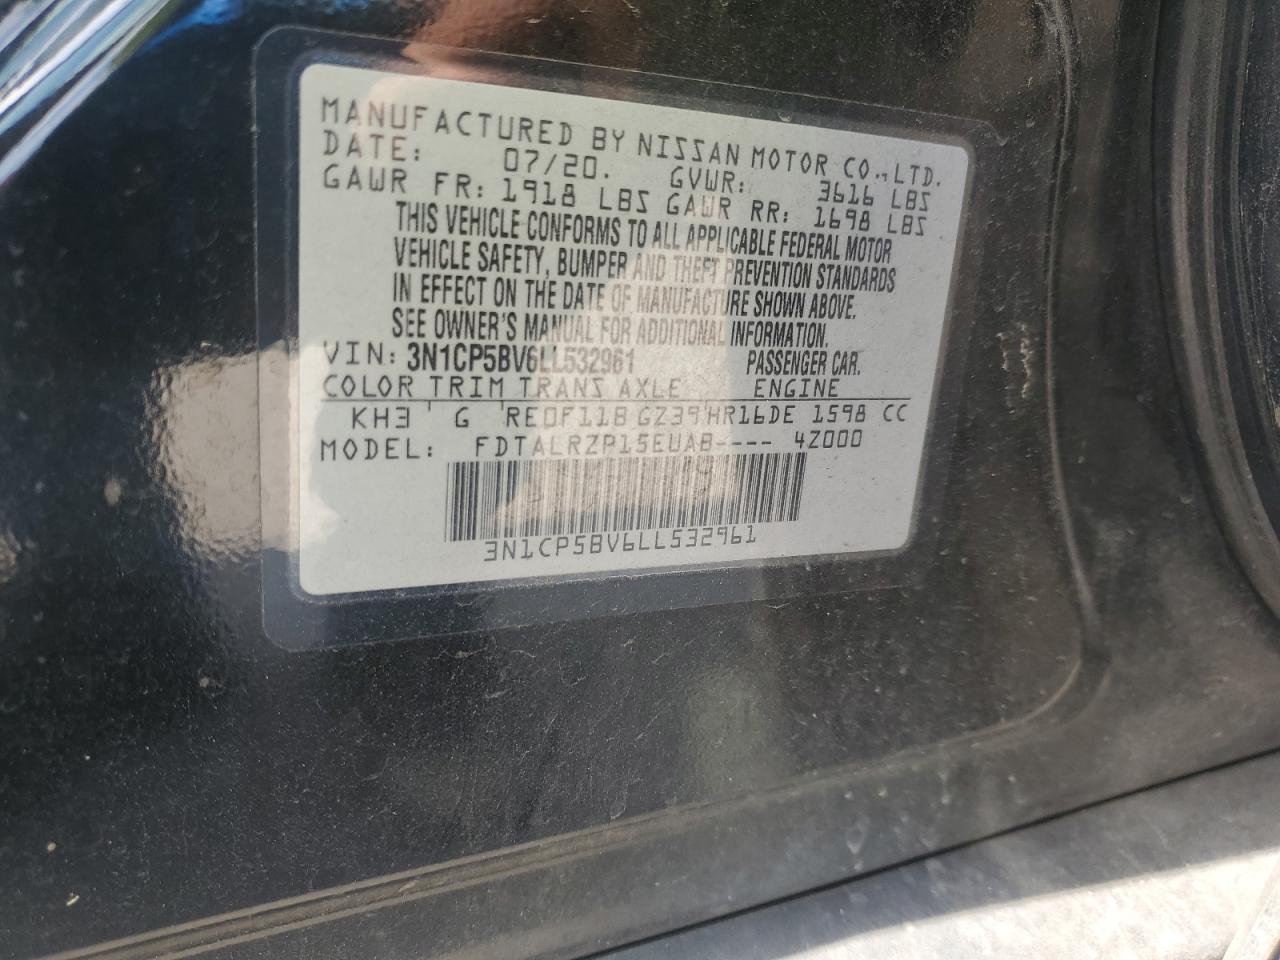 MANUFACTURED BY NISSAN MOTOR CO.,LTD.
DATE: 07/20. GVWR: 3616 LBS
GAWR FR: 1918 LBS GAWR RR: 1698 LBS
THIS VEHICLE CONFORMS TO ALL APPLICABLE FEDERAL MOTOR
VEHICLE SAFETY, BUMPER AND THEFT PREVENTION STANDARDS
IN EFFECT ON THE DATE OF MANUFACTURE SHOWN ABOVE.
SEE OWNER'S MANUAL FOR ADDITIONAL INFORMATION.
VIN: 3N1CP5BV6LL532961 PASSENGER CAR.
COLOR TRIM TRANS AXLE ENGINE
KH3 G RE0F11B GZ39 HR16DE 1598 CC
MODEL: FDTALRZP15EUAB---- 4Z000
3N1CP5BV6LL532961